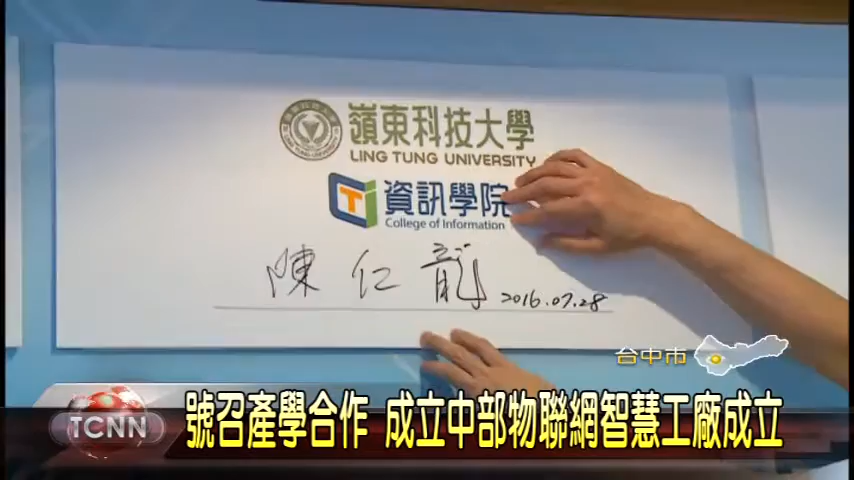 嶺東科技大學
LING TUNG UNIVERSITY
資訊學院
College of Information
陳仁龍
2016.07.28
台中市
TCNN
號召產學合作 成立中部物聯網智慧工廠成立